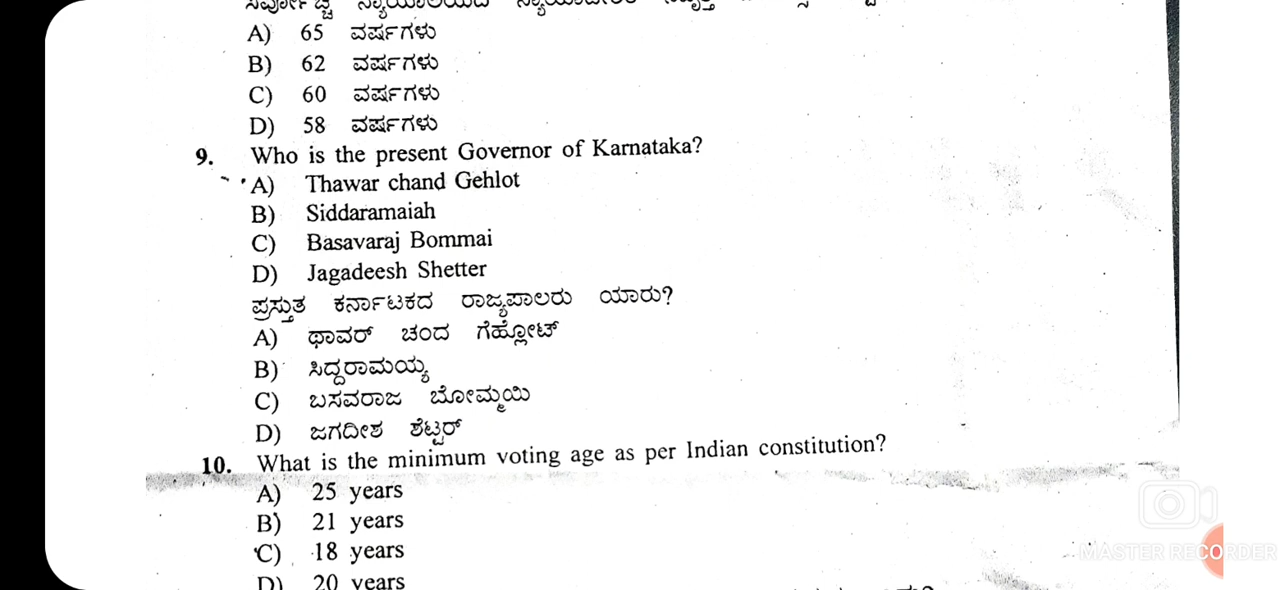 A) 65 ವರ್ಷಗಳು
B) 62 ವರ್ಷಗಳು
C) 60 ವರ್ಷಗಳು
D) 58 ವರ್ಷಗಳು
9. Who is the present Governor of Karnataka?
A) Thawar chand Gehlot
B) Siddaramaiah
C) Basavaraj Bommai
D) Jagadeesh Shetter
ಪ್ರಸ್ತುತ ಕರ್ನಾಟಕದ ರಾಜ್ಯಪಾಲರು ಯಾರು?
A) ಥಾವರ್ ಚಂದ ಗೆಹ್ಲೋಟ್
B) ಸಿದ್ದರಾಮಯ್ಯ
C) ಬಸವರಾಜ ಬೋಮ್ಮಯಿ
D) ಜಗದೀಶ ಶೆಟ್ಟರ್
10. What is the minimum voting age as per Indian constitution?
A) 25 years
B) 21 years
C) 18 years
D) 20 years
MASTER RECORDER